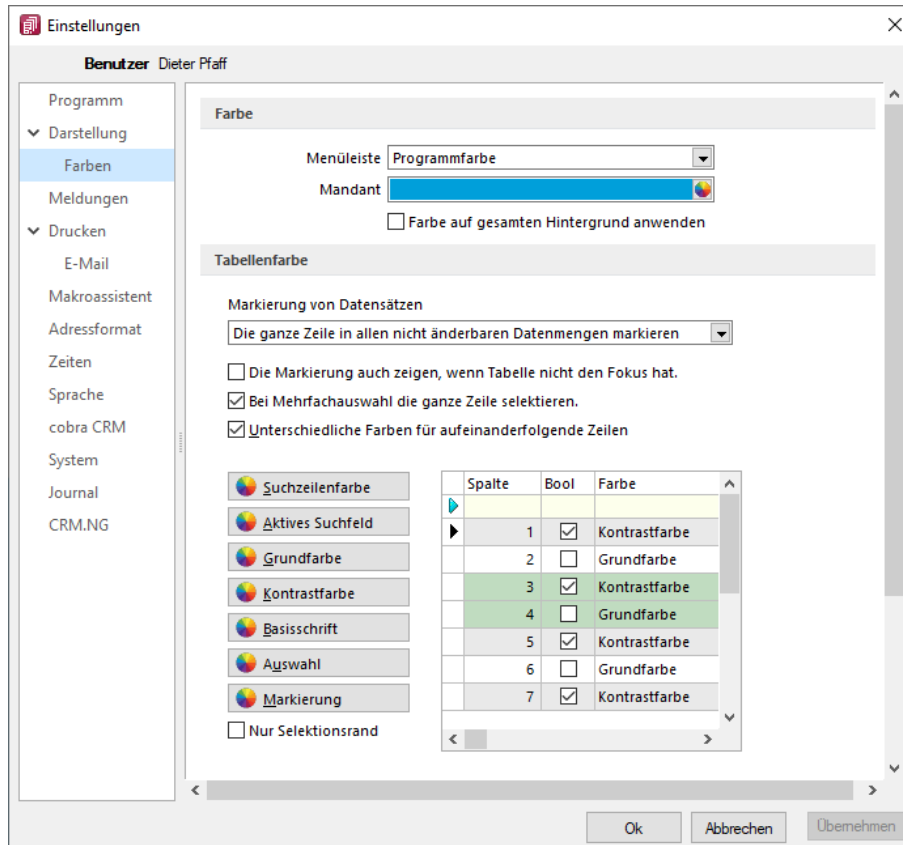 Einstellungen
Benutzer Dieter Pfaff
Programm
Darstellung
Farben
Meldungen
Drucken
E-Mail
Makroassistent
Adressformat
Zeiten
Sprache
cobra CRM
System
Journal
CRM.NG
Farbe
Menüleiste Programmfarbe
Mandant
Farbe auf gesamten Hintergrund anwenden
Tabellenfarbe
Markierung von Datensätzen
Die ganze Zeile in allen nicht änderbaren Datenmengen markieren
Die Markierung auch zeigen, wenn Tabelle nicht den Fokus hat.
Bei Mehrfachauswahl die ganze Zeile selektieren.
Unterschiedliche Farben für aufeinanderfolgende Zeilen
Suchzeilenfarbe
Aktives Suchfeld
Grundfarbe
Kontrastfarbe
Basisschrift
Auswahl
Markierung
Nur Selektionsrand
Spalte Bool Farbe
1 Kontrastfarbe
2 Grundfarbe
3 Kontrastfarbe
4 Grundfarbe
5 Kontrastfarbe
6 Grundfarbe
7 Kontrastfarbe
Ok Abbrechen Übernehmen